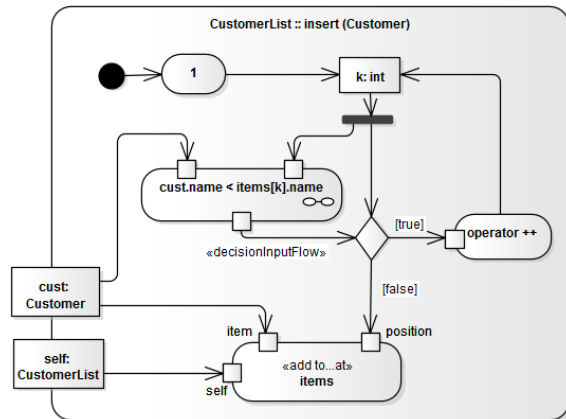 CustomerList :: insert (Customer)
1
k: int
cust.name < items[k].name
[true]
operator ++
«decisionInputFlow»
cust:
Customer
[false]
item
position
self:
CustomerList
«add to...at»
items
self